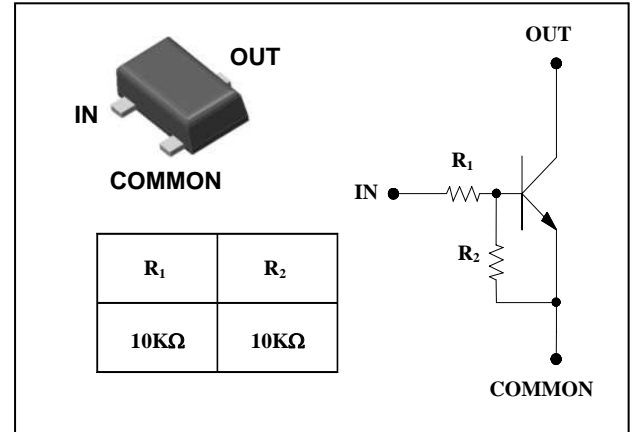 OUT
IN
COMMON
R₁ R₂
10KΩ 10KΩ
OUT
R₁
IN
R₂
COMMON